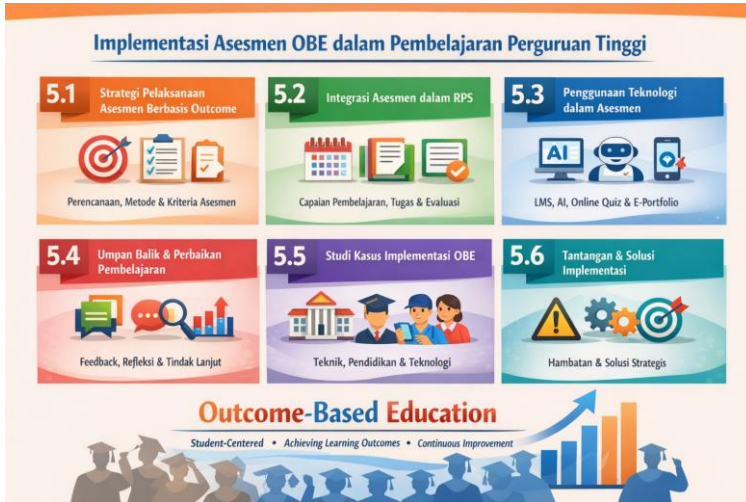 Implementasi Asesmen OBE dalam Pembelajaran Perguruan Tinggi
5.1
Strategi Pelaksanaan
Asesmen Berbasis Outcome
Perencanaan, Metode & Kriteria Asesmen
5.2
Integrasi Asesmen dalam RPS
Capaian Pembelajaran, Tugas & Evaluasi
5.3
Penggunaan Teknologi
dalam Asesmen
AI
LMS, AI, Online Quiz & E-Portfolio
5.4
Umpan Balik & Perbaikan
Pembelajaran
Feedback, Refleksi & Tindak Lanjut
5.5
Studi Kasus Implementasi OBE
Teknik, Pendidikan & Teknologi
5.6
Tantangan & Solusi
Implementasi
Hambatan & Solusi Strategis
Outcome-Based Education
Student-Centered • Achieving Learning Outcomes • Continuous Improvement